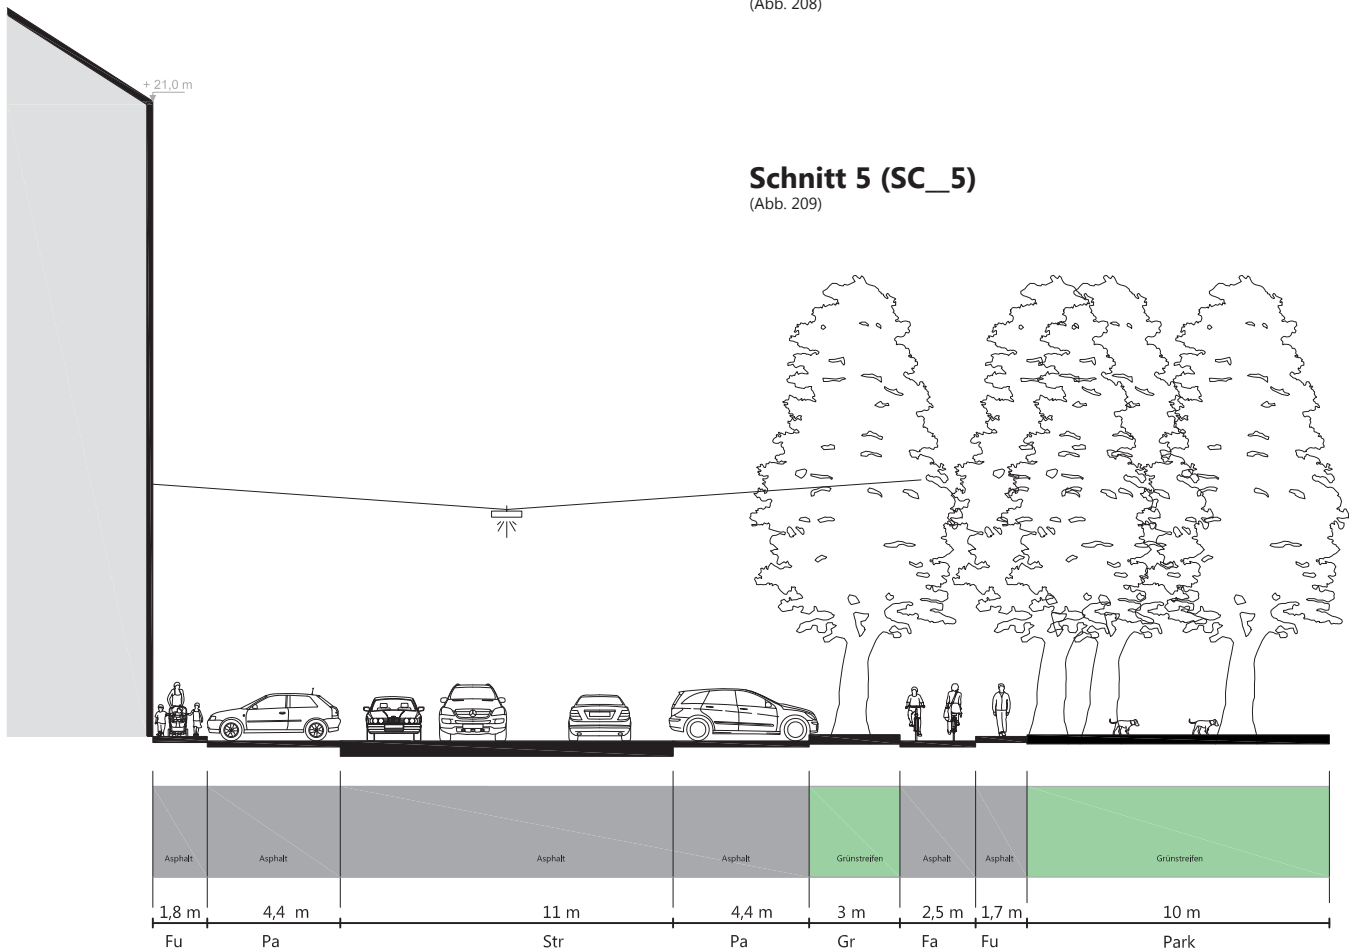 (Abb. 208)
+ 21,0 m
Schnitt 5 (SC__5)
(Abb. 209)
Asphalt Asphalt Asphalt Asphalt Grünstreifen Asphalt Asphalt Grünstreifen
1,8 m 4,4 m 11 m 4,4 m 3 m 2,5 m 1,7 m 10 m
Fu Pa Str Pa Gr Fa Fu Park